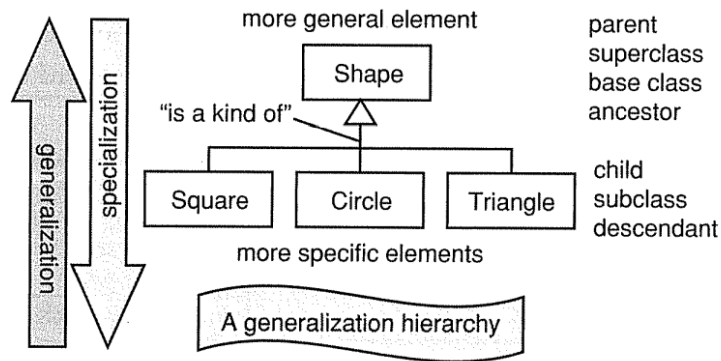 more general element
parent
superclass
base class
ancestor
Shape
“is a kind of”
generalization
specialization
Square
Circle
Triangle
child
subclass
descendant
more specific elements
A generalization hierarchy